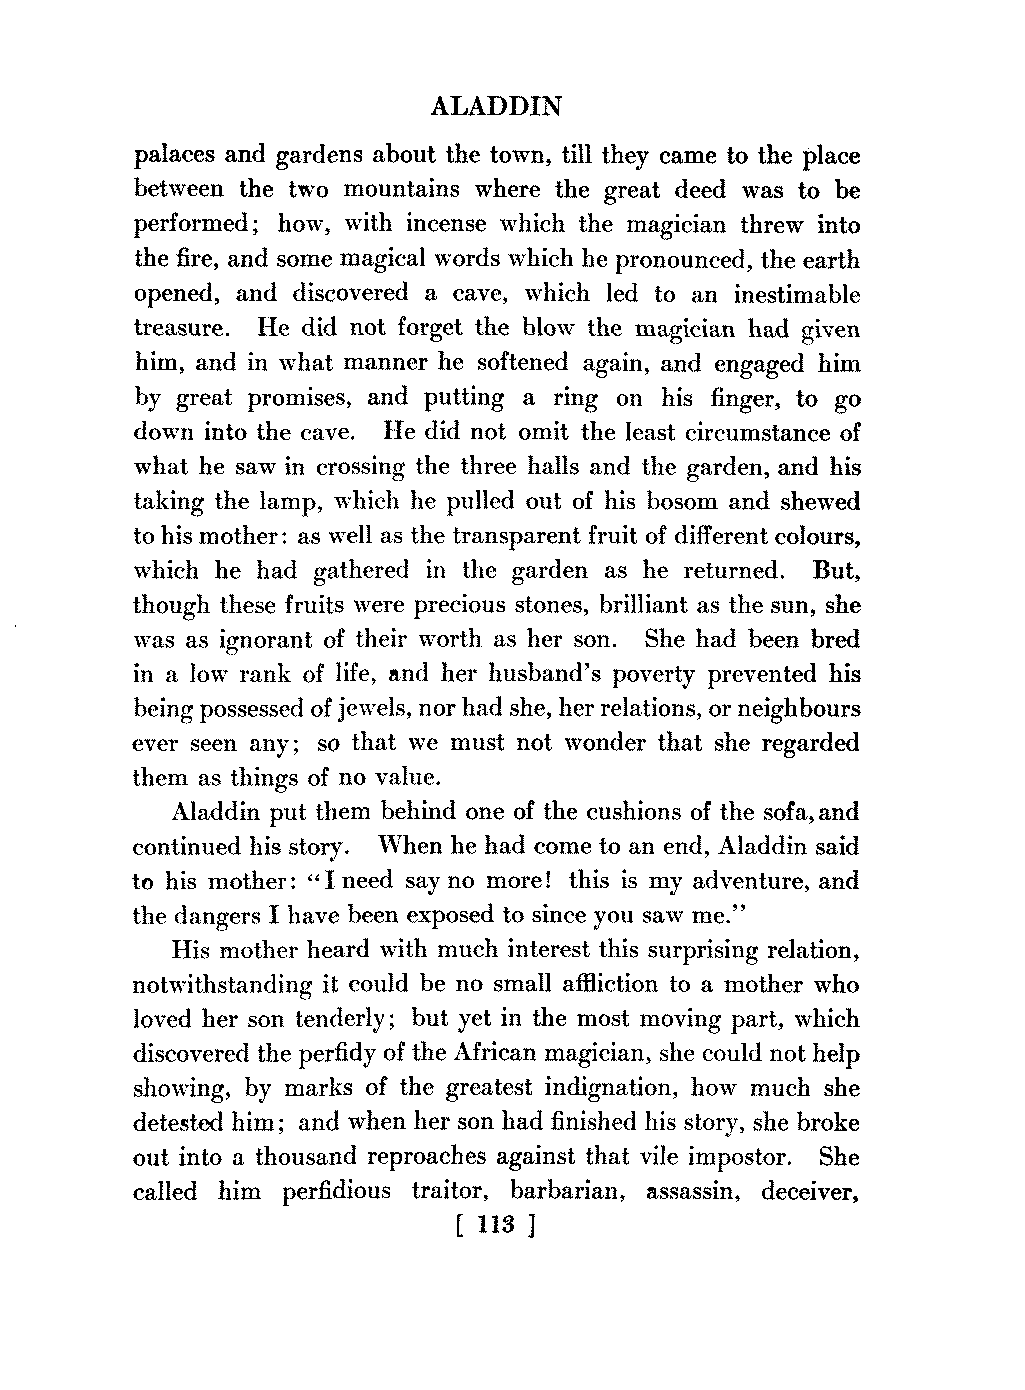 ALADDIN
palaces and gardens about the town, till they came to the place
between the two mountains where the great deed was to be
performed; how, with incense which the magician threw into
the fire, and some magical words which he pronounced, the earth
opened, and discovered a cave, which led to an inestimable
treasure. He did not forget the blow the magician had given
him, and in what manner he softened again, and engaged him
by great promises, and putting a ring on his finger, to go
down into the cave. He did not omit the least circumstance of
what he saw in crossing the three halls and the garden, and his
taking the lamp, which he pulled out of his bosom and shewed
to his mother: as well as the transparent fruit of different colours,
which he had gathered in the garden as he returned. But,
though these fruits were precious stones, brilliant as the sun, she
was as ignorant of their worth as her son. She had been bred
in a low rank of life, and her husband's poverty prevented his
being possessed of jewels, nor had she, her relations, or neighbours
ever seen any; so that we must not wonder that she regarded
them as things of no value.
Aladdin put them behind one of the cushions of the sofa, and
continued his story. When he had come to an end, Aladdin said
to his mother: "I need say no more! this is my adventure, and
the dangers I have been exposed to since you saw me."
His mother heard with much interest this surprising relation,
notwithstanding it could be no small affliction to a mother who
loved her son tenderly; but yet in the most moving part, which
discovered the perfidy of the African magician, she could not help
showing, by marks of the greatest indignation, how much she
detested him; and when her son had finished his story, she broke
out into a thousand reproaches against that vile impostor. She
called him perfidious traitor, barbarian, assassin, deceiver,
[ 113 ]